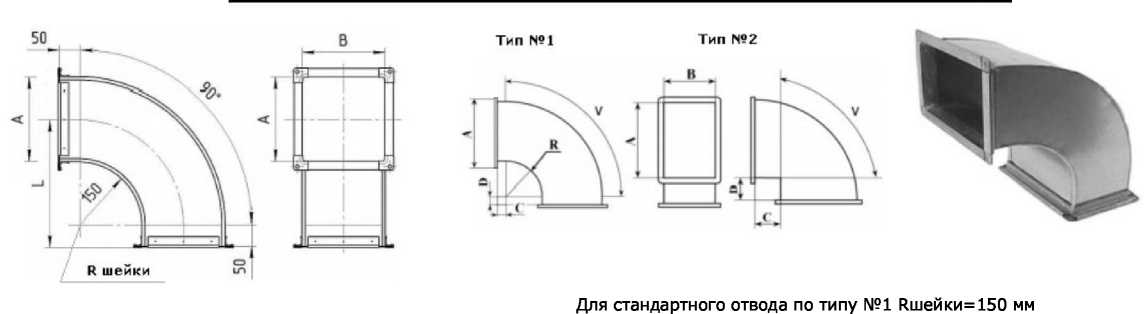 50
B
Тип №1
Тип №2
90°
A
A
L
150
R шейки
50
V
A
R
D
C
B
A
V
D
C
Для стандартного отвода по типу №1 Rшейки=150 мм